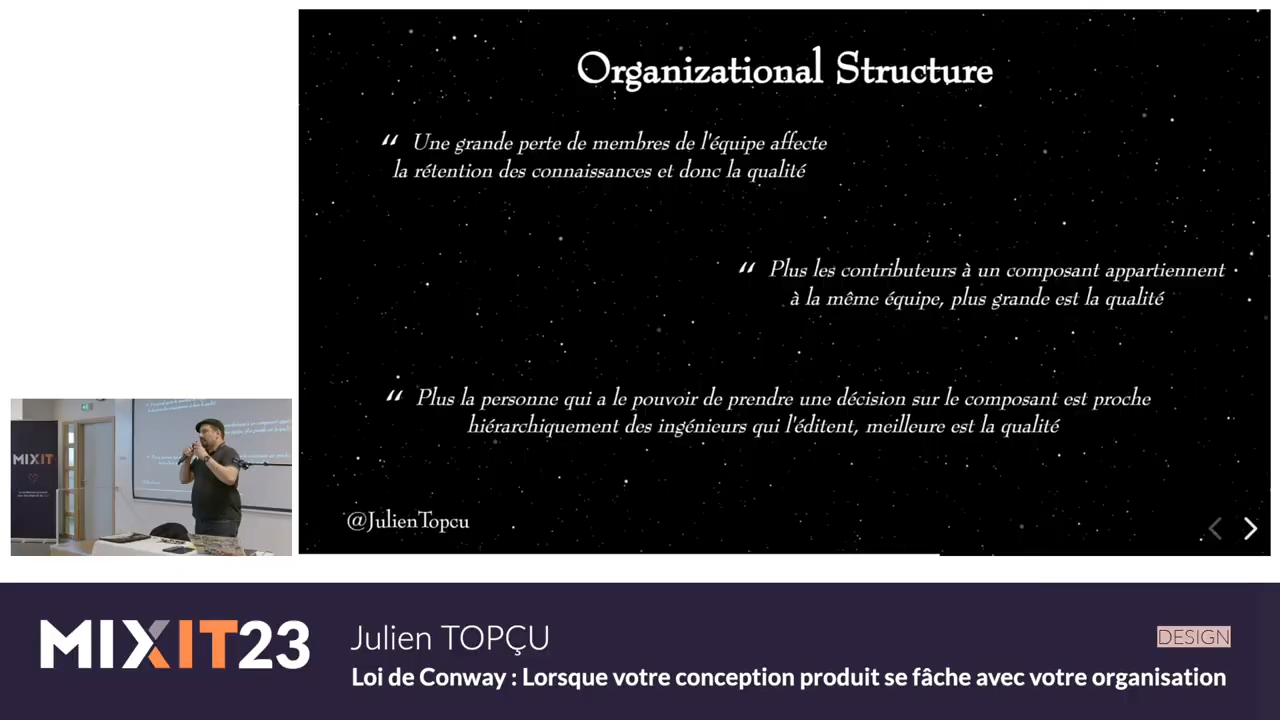 Organizational Structure
“ Une grande perte de membres de l'équipe affecte
la rétention des connaissances et donc la qualité
“ Plus les contributeurs à un composant appartiennent
à la même équipe, plus grande est la qualité
“ Plus la personne qui a le pouvoir de prendre une décision sur le composant est proche
hiérarchiquement des ingénieurs qui l'éditent, meilleure est la qualité
@JulienTopcu
MIXIT
MIXIT23
Julien TOPÇU
DESIGN
Loi de Conway : Lorsque votre conception produit se fâche avec votre organisation